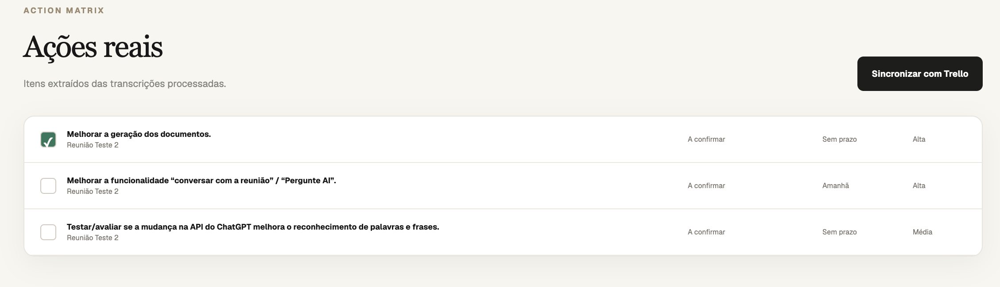 ACTION MATRIX
Ações reais
Itens extraídos das transcrições processadas.
Sincronizar com Trello
Melhorar a geração dos documentos.
Reunião Teste 2
A confirmar
Sem prazo
Alta
Melhorar a funcionalidade “conversar com a reunião” / “Pergunte AI”.
Reunião Teste 2
A confirmar
Amanhã
Alta
Testar/avaliar se a mudança na API do ChatGPT melhora o reconhecimento de palavras e frases.
Reunião Teste 2
A confirmar
Sem prazo
Média